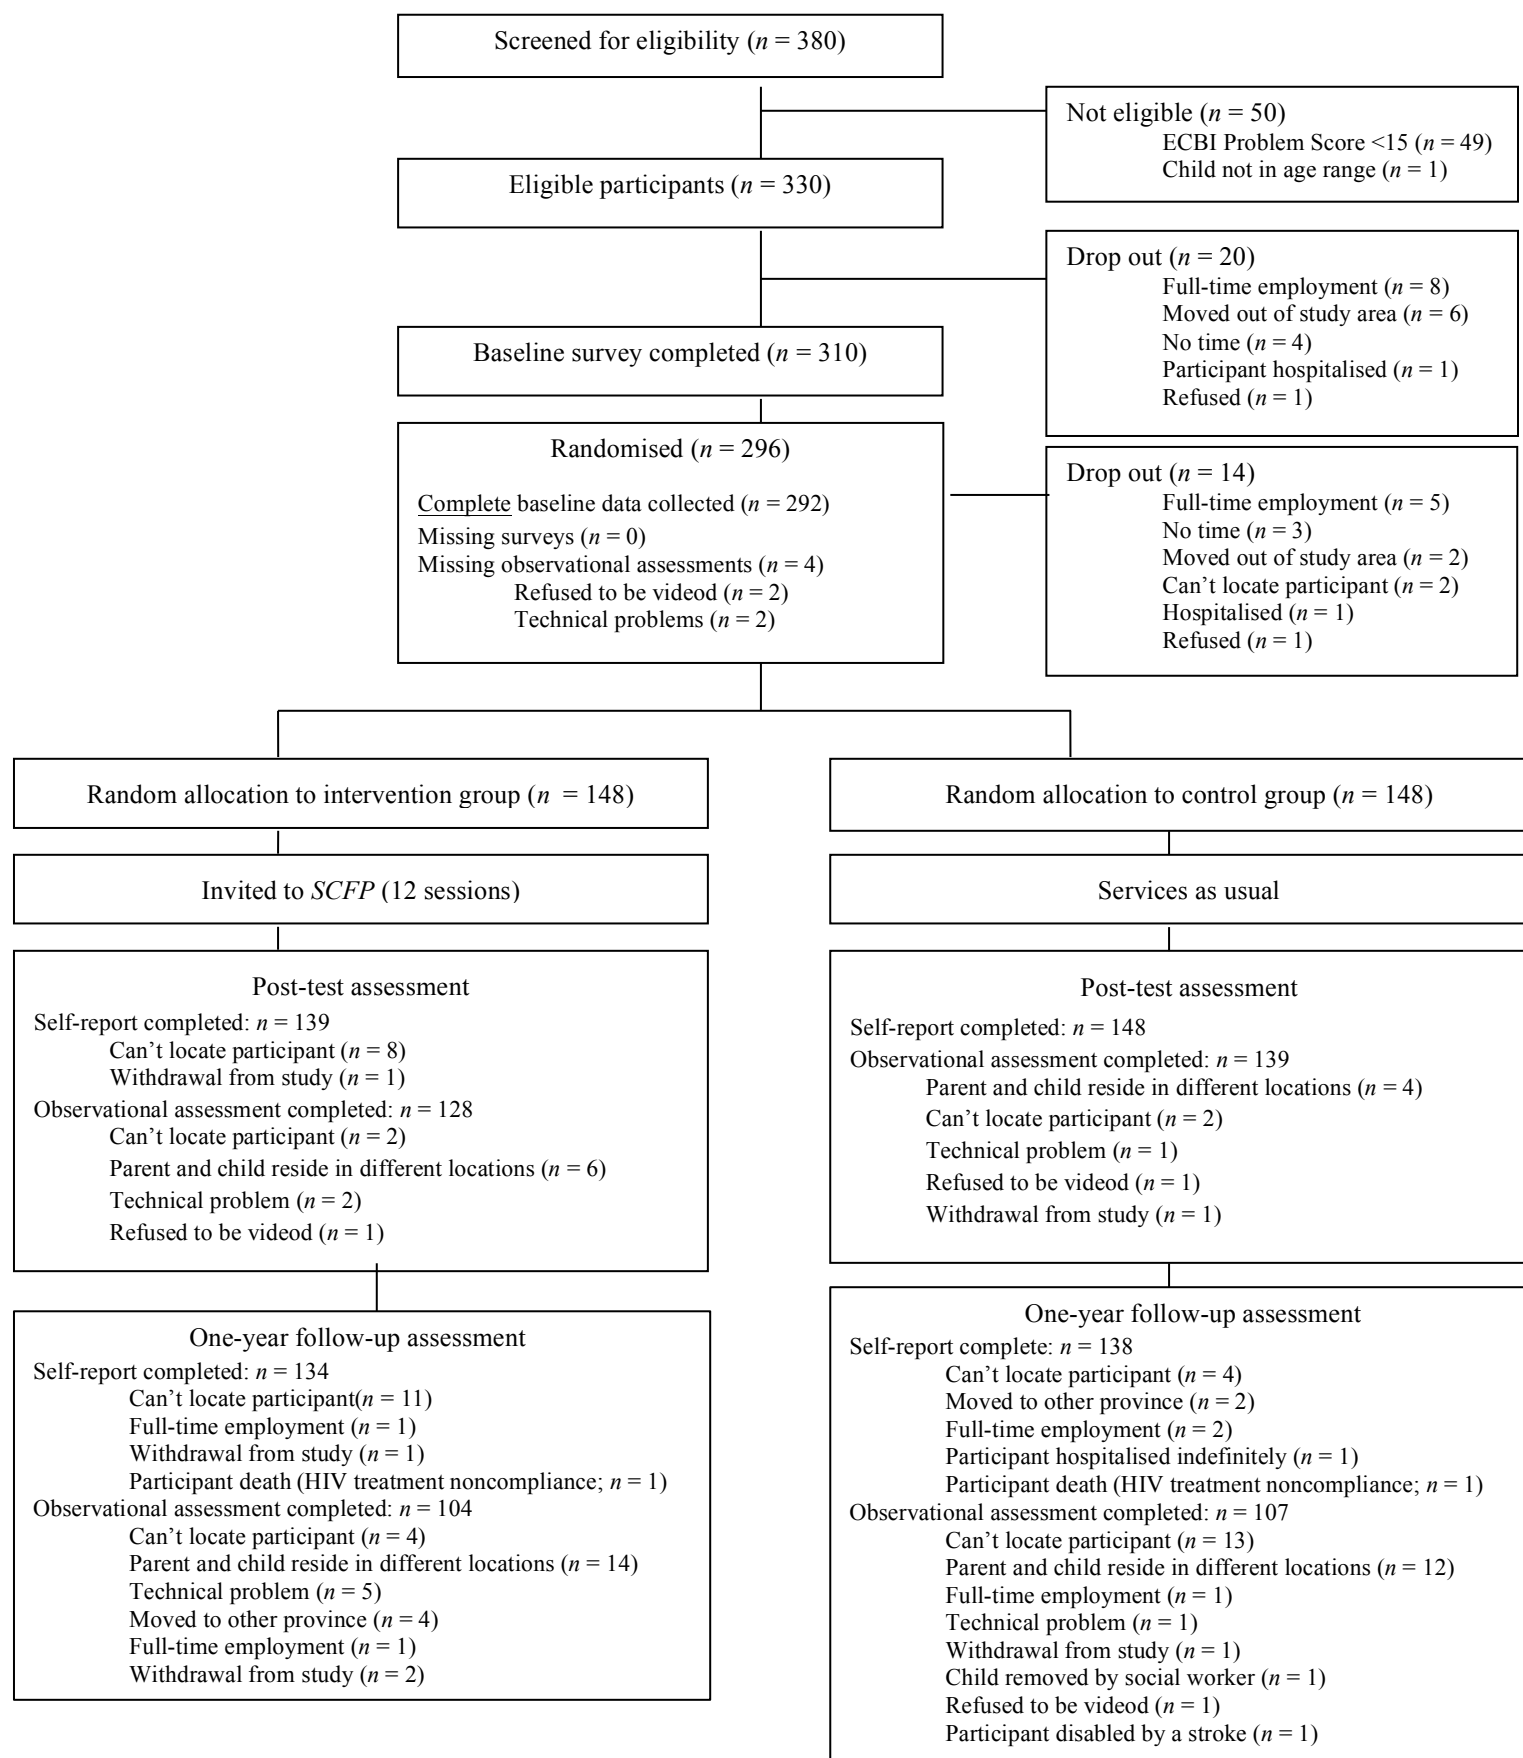 Screened for eligibility (n = 380)
Not eligible (n = 50)
ECBI Problem Score <15 (n = 49)
Child not in age range (n = 1)
Eligible participants (n = 330)
Drop out (n = 20)
Full-time employment (n = 8)
Moved out of study area (n = 6)
No time (n = 4)
Participant hospitalised (n = 1)
Refused (n = 1)
Baseline survey completed (n = 310)
Randomised (n = 296)
Complete baseline data collected (n = 292)
Missing surveys (n = 0)
Missing observational assessments (n = 4)
Refused to be videod (n = 2)
Technical problems (n = 2)
Drop out (n = 14)
Full-time employment (n = 5)
No time (n = 3)
Moved out of study area (n = 2)
Can't locate participant (n = 2)
Hospitalised (n = 1)
Refused (n = 1)
Random allocation to intervention group (n = 148)
Invited to SCFP (12 sessions)
Post-test assessment
Self-report completed: n = 139
Can't locate participant (n = 8)
Withdrawal from study (n = 1)
Observational assessment completed: n = 128
Can't locate participant (n = 2)
Parent and child reside in different locations (n = 6)
Technical problem (n = 2)
Refused to be videod (n = 1)
One-year follow-up assessment
Self-report completed: n = 134
Can't locate participant(n = 11)
Full-time employment (n = 1)
Withdrawal from study (n = 1)
Participant death (HIV treatment noncompliance; n = 1)
Observational assessment completed: n = 104
Can't locate participant (n = 4)
Parent and child reside in different locations (n = 14)
Technical problem (n = 5)
Moved to other province (n = 4)
Full-time employment (n = 1)
Withdrawal from study (n = 2)
Random allocation to control group (n = 148)
Services as usual
Post-test assessment
Self-report completed: n = 148
Observational assessment completed: n = 139
Parent and child reside in different locations (n = 4)
Can't locate participant (n = 2)
Technical problem (n = 1)
Refused to be videod (n = 1)
Withdrawal from study (n = 1)
One-year follow-up assessment
Self-report complete: n = 138
Can't locate participant (n = 4)
Moved to other province (n = 2)
Full-time employment (n = 2)
Participant hospitalised indefinitely (n = 1)
Participant death (HIV treatment noncompliance; n = 1)
Observational assessment completed: n = 107
Can't locate participant (n = 13)
Parent and child reside in different locations (n = 12)
Full-time employment (n = 1)
Technical problem (n = 1)
Withdrawal from study (n = 1)
Child removed by social worker (n = 1)
Refused to be videod (n = 1)
Participant disabled by a stroke (n = 1)